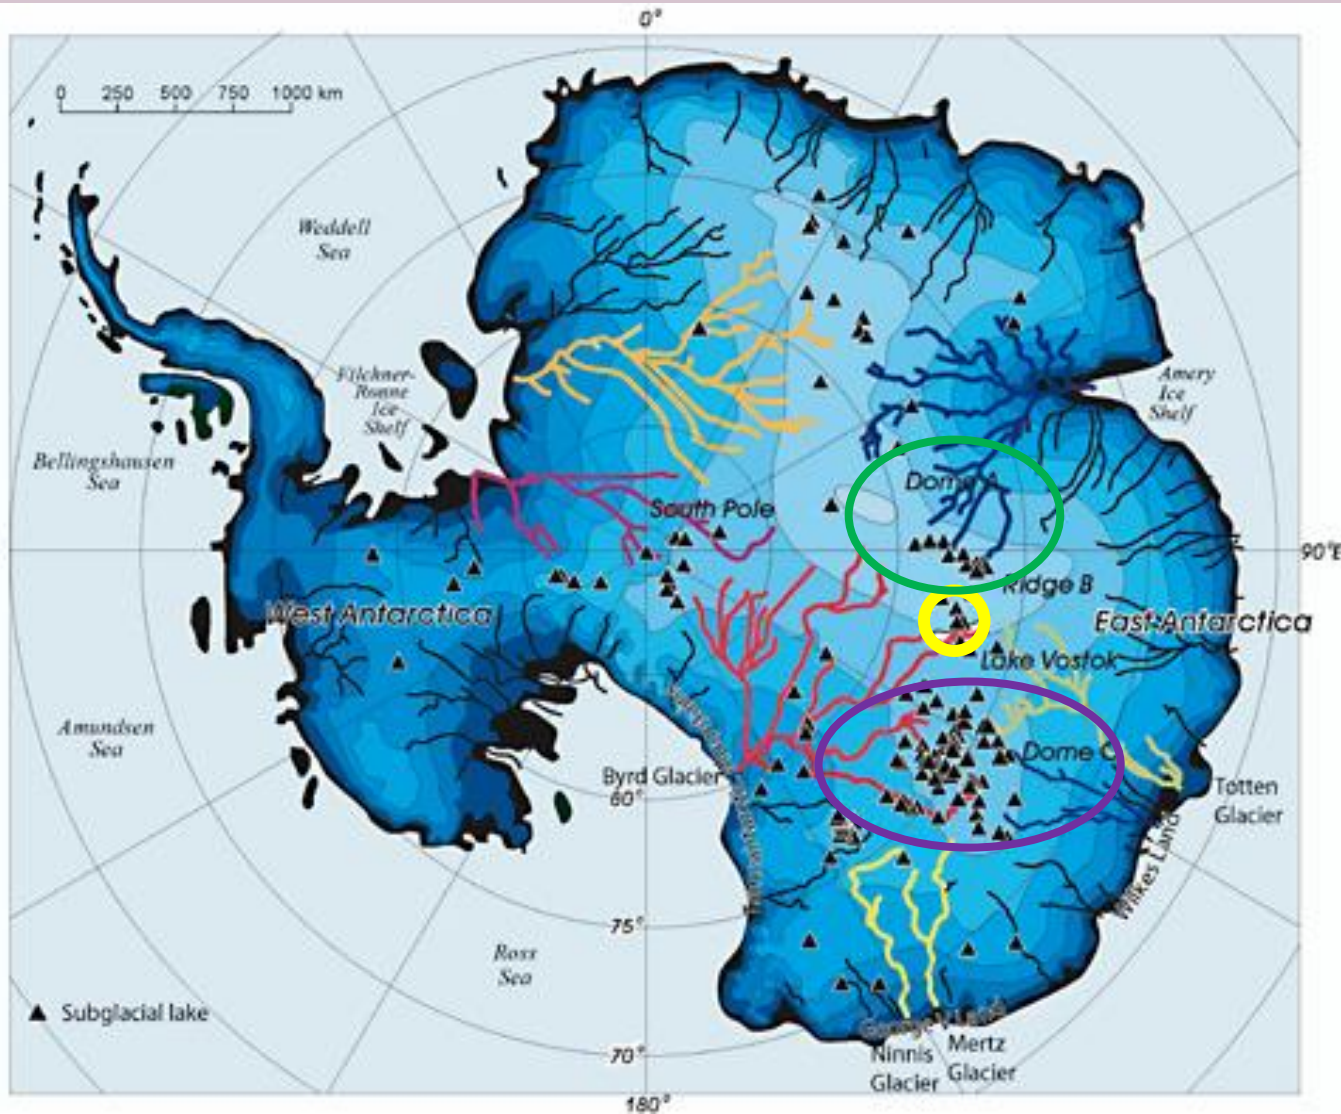 0°
0 250 500 750 1000 km
Weddell
Sea
Filchner-
Ronne
Ice
Shelf
Amery
Ice
Shelf
Bellingshausen
Sea
Dome A
South Pole
90°E
Ridge B
West Antarctica
East Antarctica
Lake Vostok
Amundsen
Sea
Dome C
Byrd Glacier
60°
Totten
Glacier
Wilkes Land
75°
Ross
Sea
Subglacial lake
George V Land
Ninnis
Glacier
Mertz
Glacier
70°
180°